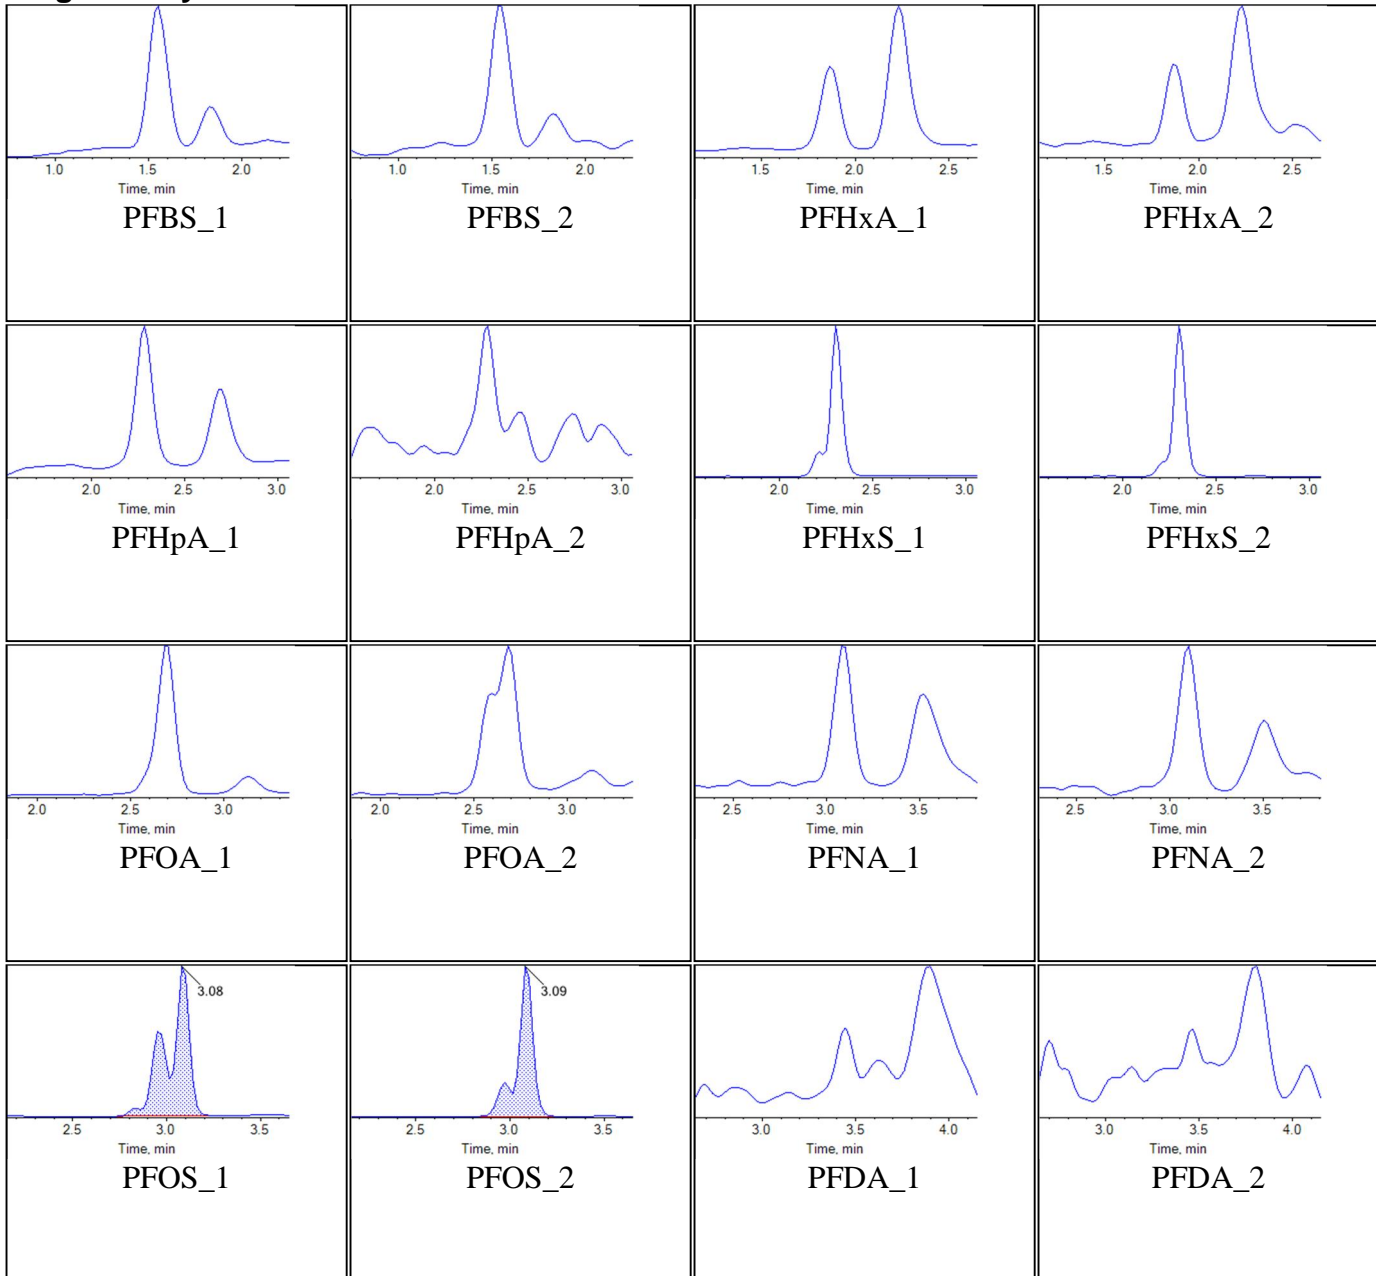 1.0 1.5 2.0
Time, min
PFBS_1
1.0 1.5 2.0
Time, min
PFBS_2
1.5 2.0 2.5
Time, min
PFHxA_1
1.5 2.0 2.5
Time, min
PFHxA_2
2.0 2.5 3.0
Time, min
PFHpA_1
2.0 2.5 3.0
Time, min
PFHpA_2
2.0 2.5 3.0
Time, min
PFHxS_1
2.0 2.5 3.0
Time, min
PFHxS_2
2.0 2.5 3.0
Time, min
PFOA_1
2.0 2.5 3.0
Time, min
PFOA_2
2.5 3.0 3.5
Time, min
PFNA_1
2.5 3.0 3.5
Time, min
PFNA_2
3.08
2.5 3.0 3.5
Time, min
PFOS_1
3.09
2.5 3.0 3.5
Time, min
PFOS_2
3.0 3.5 4.0
Time, min
PFDA_1
3.0 3.5 4.0
Time, min
PFDA_2